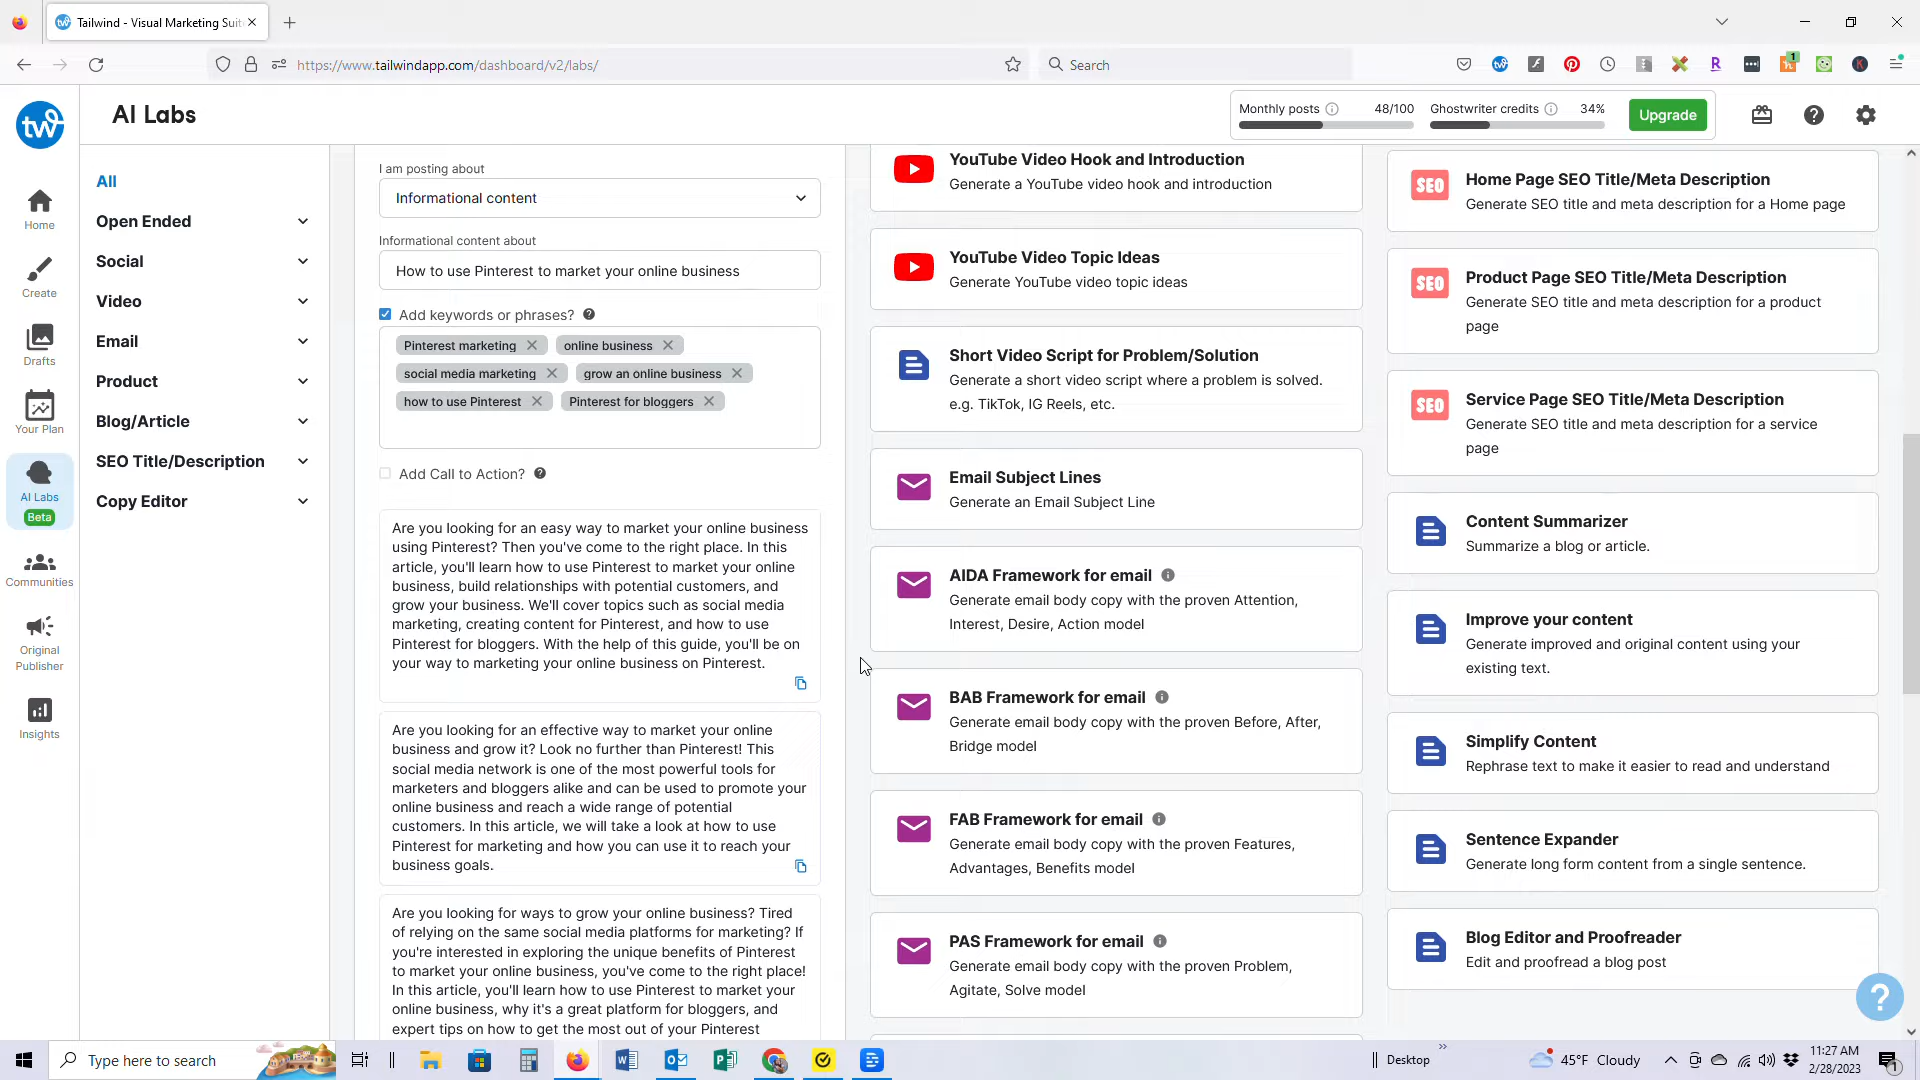 Tailwind - Visual Marketing Suit
https://www.tailwindapp.com/dashboard/v2/labs/
Search
tw
AI Labs
Monthly posts 48/100
Ghostwriter credits 34%
Upgrade
Home
Create
Drafts
Your Plan
AI Labs
Beta
Communities
Original
Publisher
Insights
All
Open Ended
Social
Video
Email
Product
Blog/Article
SEO Title/Description
Copy Editor
I am posting about
Informational content
Informational content about
How to use Pinterest to market your online business
Add keywords or phrases?
Pinterest marketing
online business
social media marketing
grow an online business
how to use Pinterest
Pinterest for bloggers
Add Call to Action?
Are you looking for an easy way to market your online business
using Pinterest? Then you've come to the right place. In this
article, you'll learn how to use Pinterest to market your online
business, build relationships with potential customers, and
grow your business. We'll cover topics such as social media
marketing, creating content for Pinterest, and how to use
Pinterest for bloggers. With the help of this guide, you'll be on
your way to marketing your online business on Pinterest.
Are you looking for an effective way to market your online
business and grow it? Look no further than Pinterest! This
social media network is one of the most powerful tools for
marketers and bloggers alike and can be used to promote your
online business and reach a wide range of potential
customers. In this article, we will take a look at how to use
Pinterest for marketing and how you can use it to reach your
business goals.
Are you looking for ways to grow your online business? Tired
of relying on the same social media platforms for marketing? If
you're interested in exploring the unique benefits of Pinterest
to market your online business, you've come to the right place!
In this article, you'll learn how to use Pinterest to market your
online business, why it's a great platform for bloggers, and
expert tips on how to get the most out of your Pinterest
YouTube Video Hook and Introduction
Generate a YouTube video hook and introduction
YouTube Video Topic Ideas
Generate YouTube video topic ideas
Short Video Script for Problem/Solution
Generate a short video script where a problem is solved.
e.g. TikTok, IG Reels, etc.
Email Subject Lines
Generate an Email Subject Line
AIDA Framework for email
Generate email body copy with the proven Attention,
Interest, Desire, Action model
BAB Framework for email
Generate email body copy with the proven Before, After,
Bridge model
FAB Framework for email
Generate email body copy with the proven Features,
Advantages, Benefits model
PAS Framework for email
Generate email body copy with the proven Problem,
Agitate, Solve model
SEO
Home Page SEO Title/Meta Description
Generate SEO title and meta description for a Home page
SEO
Product Page SEO Title/Meta Description
Generate SEO title and meta description for a product
page
SEO
Service Page SEO Title/Meta Description
Generate SEO title and meta description for a service
page
Content Summarizer
Summarize a blog or article.
Improve your content
Generate improved and original content using your
existing text.
Simplify Content
Rephrase text to make it easier to read and understand
Sentence Expander
Generate long form content from a single sentence.
Blog Editor and Proofreader
Edit and proofread a blog post
Type here to search
Desktop
45°F Cloudy
11:27 AM
2/28/2023